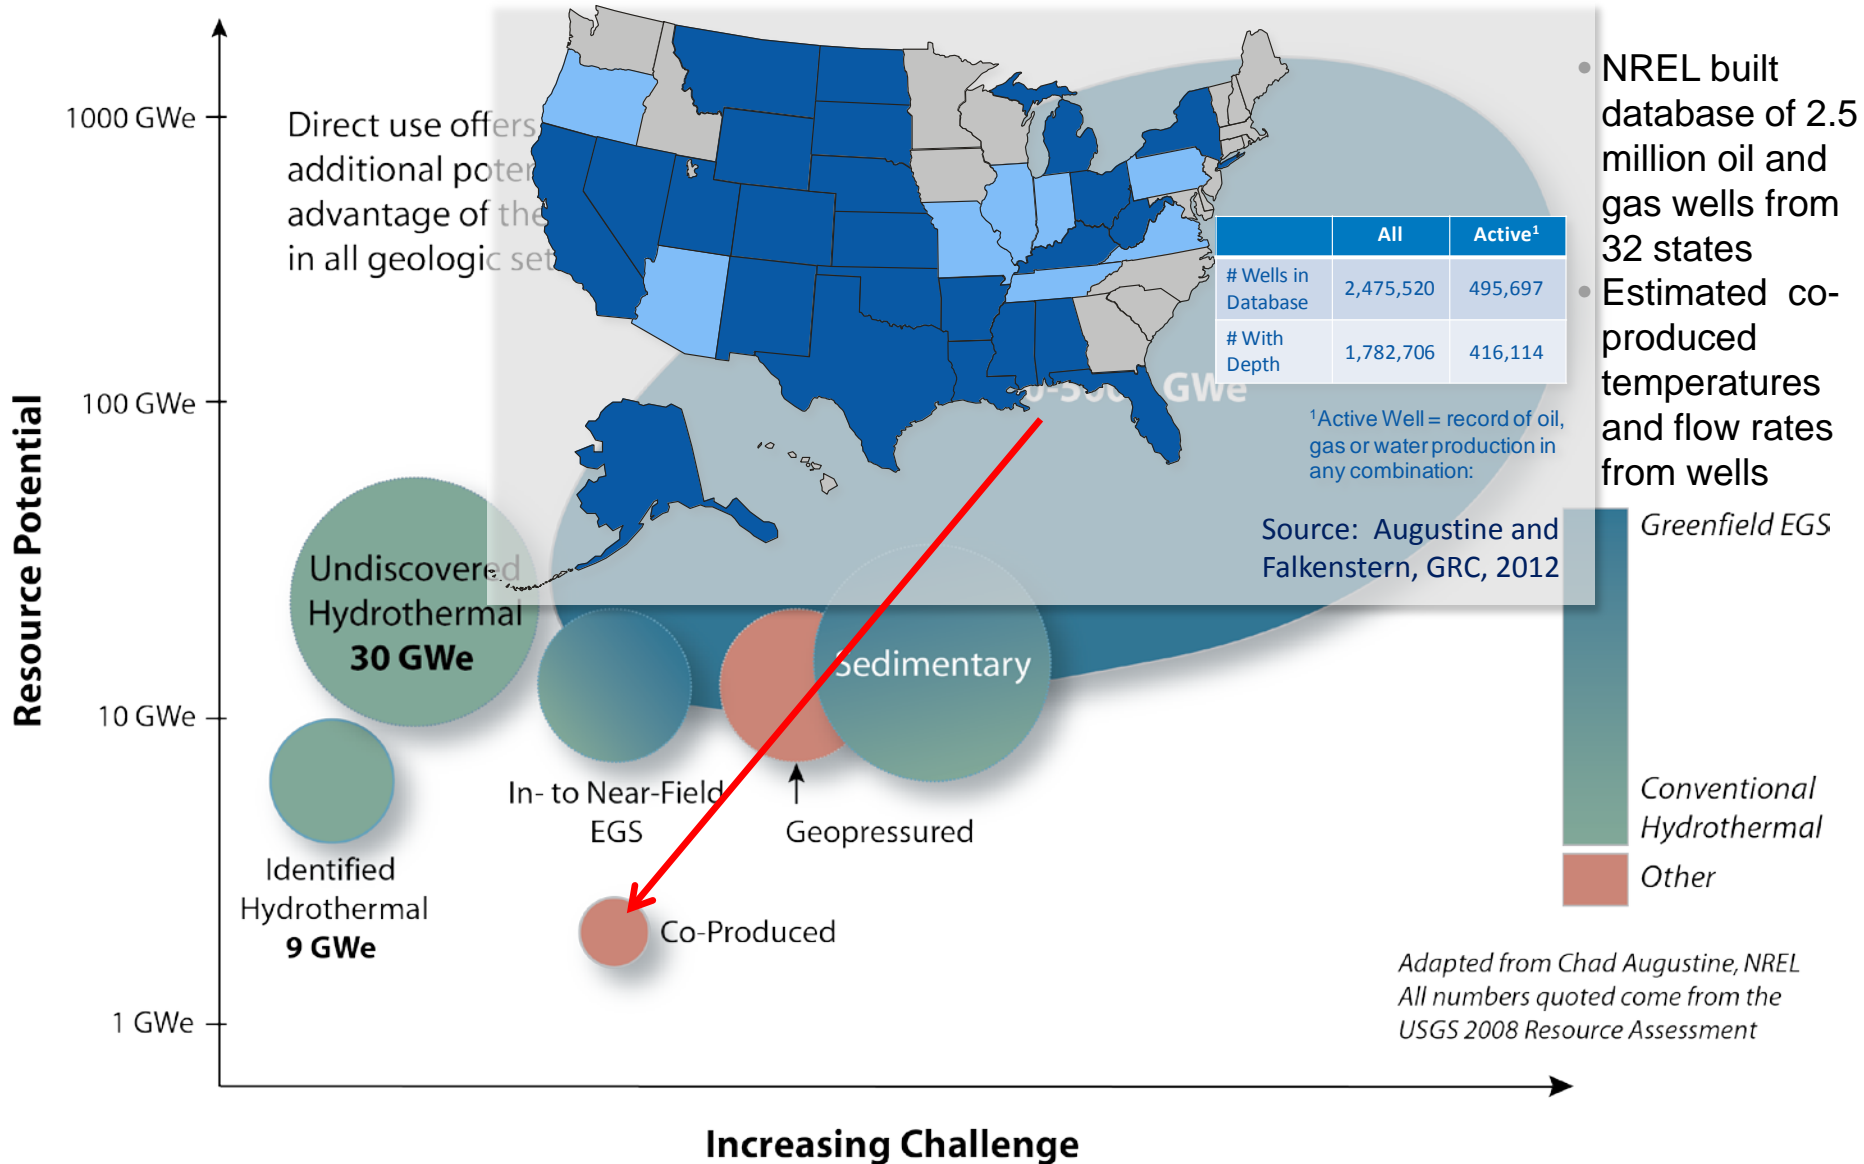 1000 GWe
100 GWe
10 GWe
1 GWe
Resource Potential
Increasing Challenge
Direct use offers
additional
advantage of the
in all geologic
GWe
Undiscovered
Hydrothermal
30 GWe
Identified
Hydrothermal
9 GWe
In- to Near-Field
EGS
Geopressured
Sedimentary
Co-Produced
All Active1
# Wells in
Database 2,475,520 495,697
# With
Depth 1,782,706 416,114
1Active Well = record of oil,
gas or water production in
any combination:
Source: Augustine and
Falkenstern, GRC, 2012
• NREL built
database of 2.5
million oil and
gas wells from
32 states
• Estimated co-
produced
temperatures
and flow rates
from wells
Greenfield EGS
Conventional
Hydrothermal
Other
Adapted from Chad Augustine, NREL
All numbers quoted come from the
USGS 2008 Resource Assessment